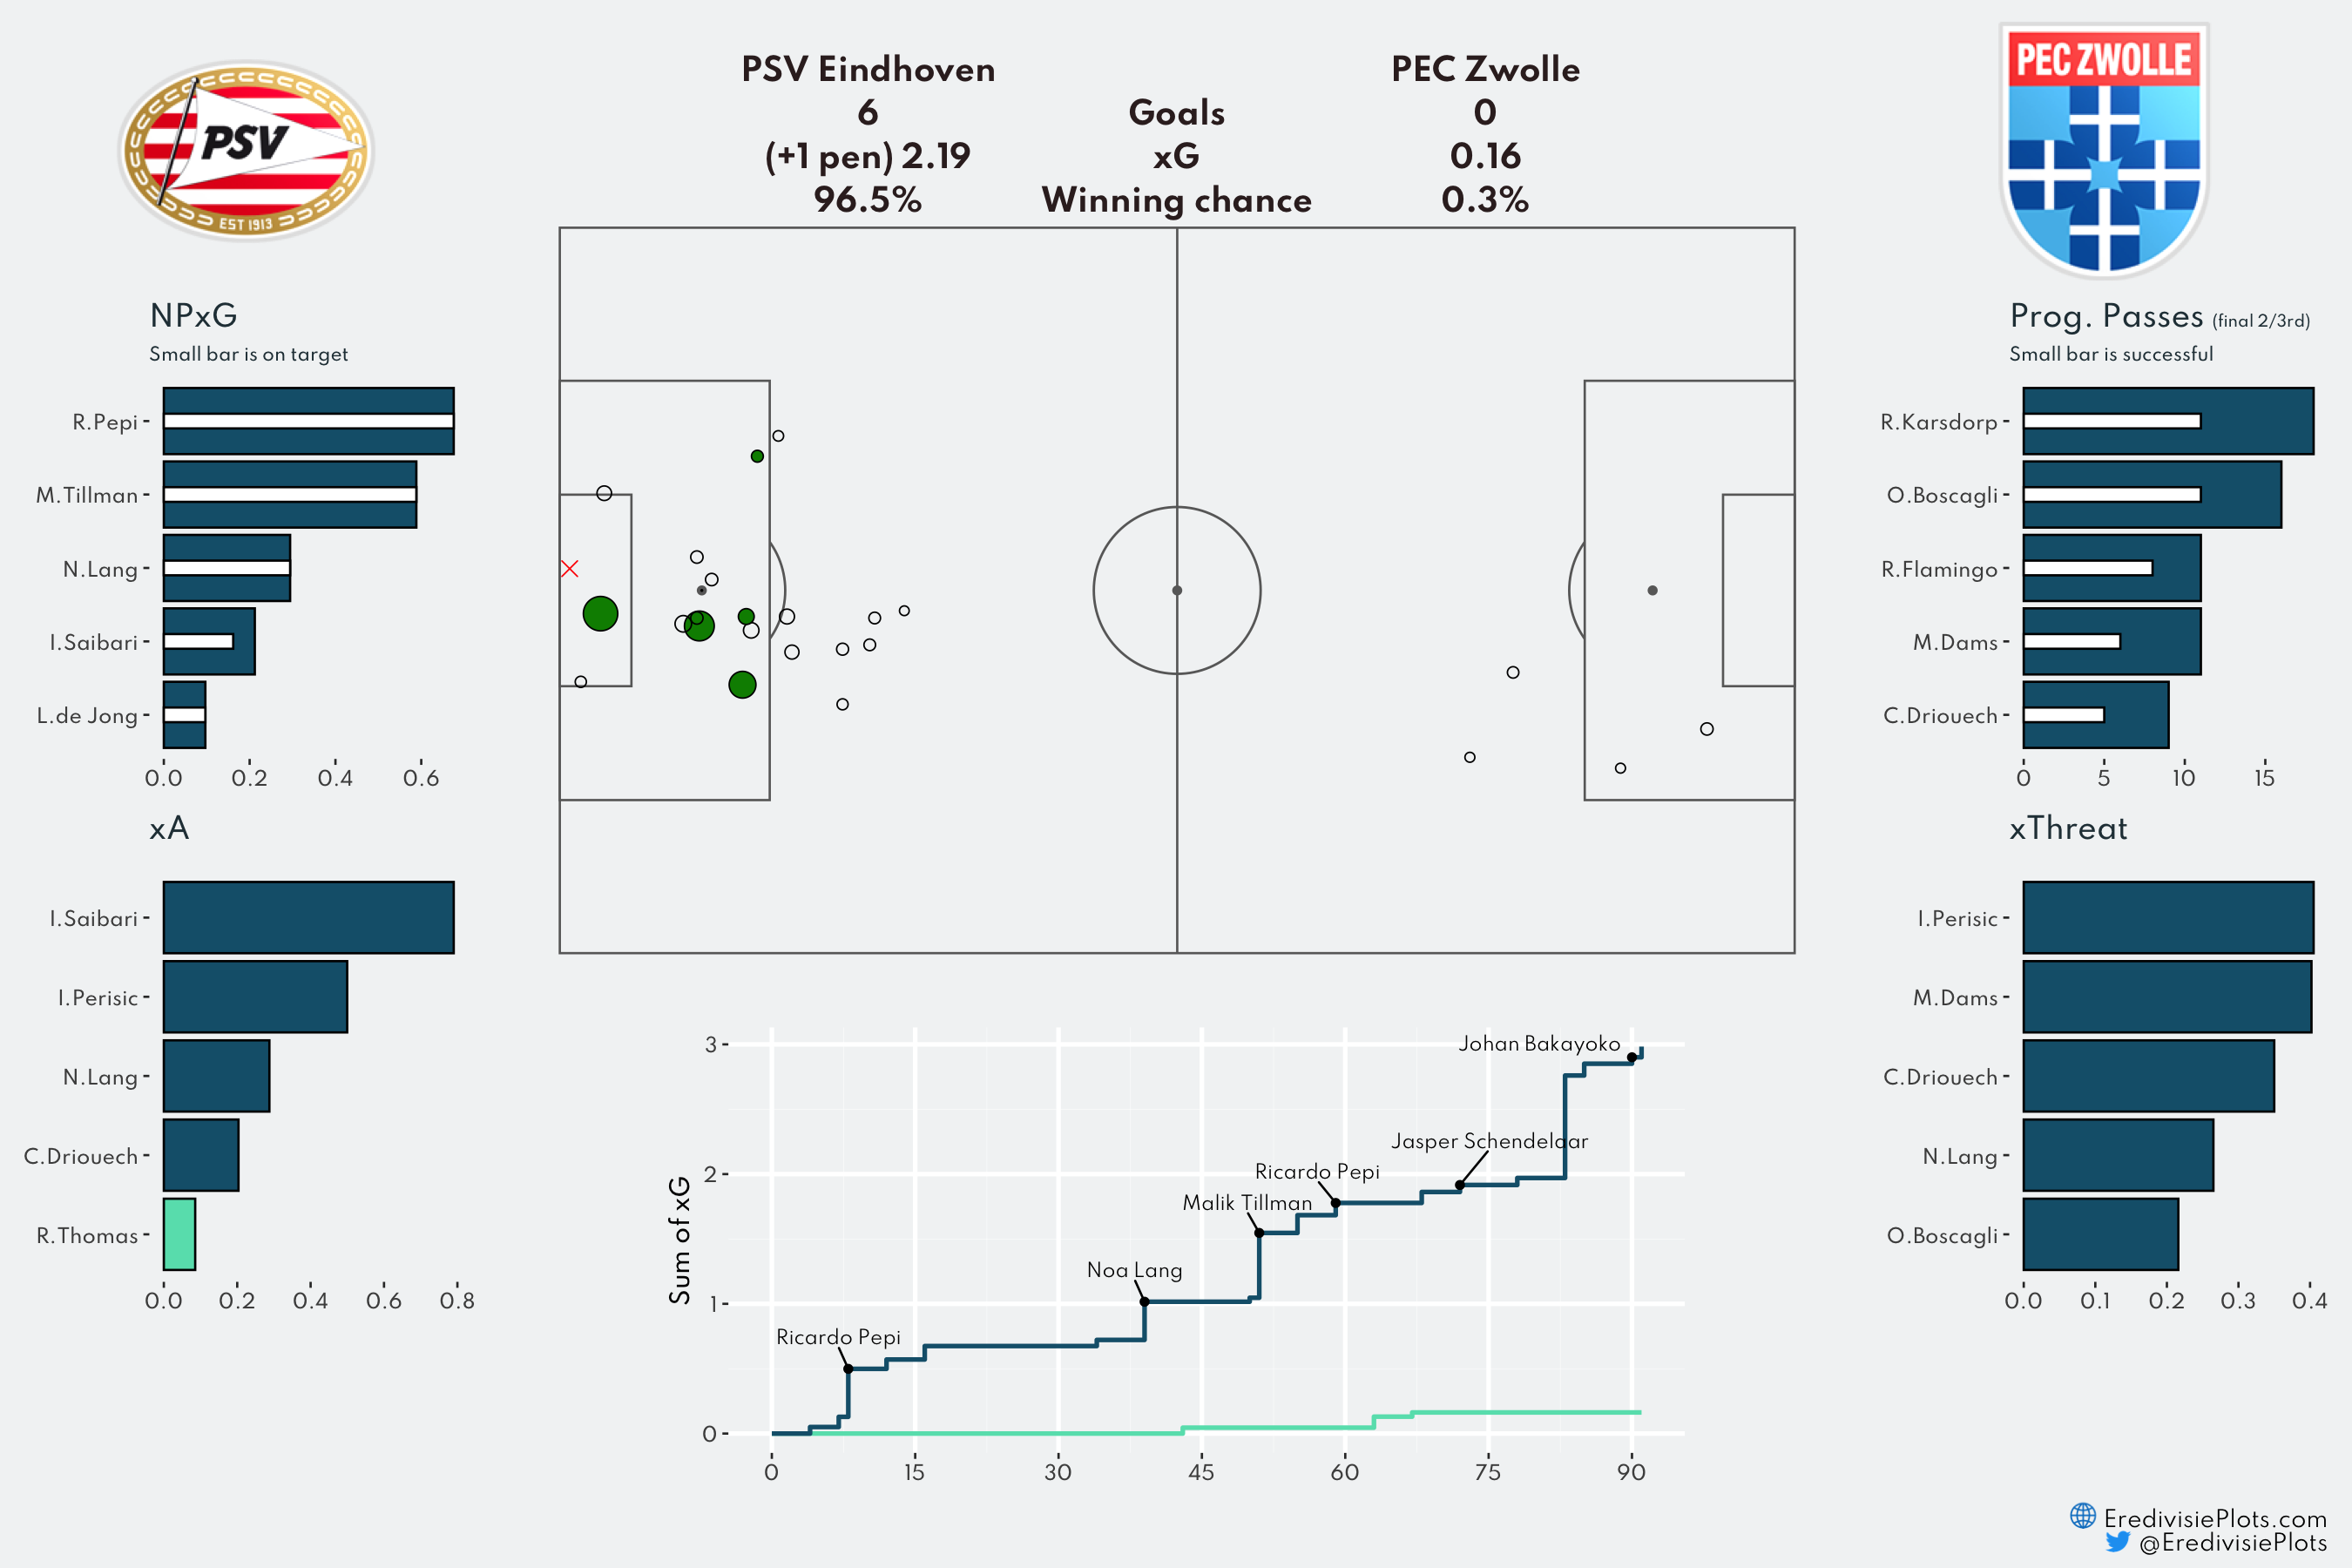 PSV Eindhoven
PEC Zwolle
6
Goals
0
(+1 pen) 2.19
xG
0.16
96.5%
Winning chance
0.3%
PSV
EST 1913
PEC ZWOLLE
NPxG
Small bar is on target
R.Pepi
M.Tillman
N.Lang
I.Saibari
L.de Jong
0.0 0.2 0.4 0.6
xA
I.Saibari
I.Perisic
N.Lang
C.Driouech
R.Thomas
0.0 0.2 0.4 0.6 0.8
Sum of xG
3
2
1
0
Ricardo Pepi
Noa Lang
Malik Tillman
Ricardo Pepi
Jasper Schendelaar
Johan Bakayoko
0 15 30 45 60 75 90
Prog. Passes (final 2/3rd)
Small bar is successful
R.Karsdorp
O.Boscagli
R.Flamingo
M.Dams
C.Driouech
0 5 10 15
xThreat
I.Perisic
M.Dams
C.Driouech
N.Lang
O.Boscagli
0.0 0.1 0.2 0.3 0.4
EredivisiePlots.com
@EredivisiePlots